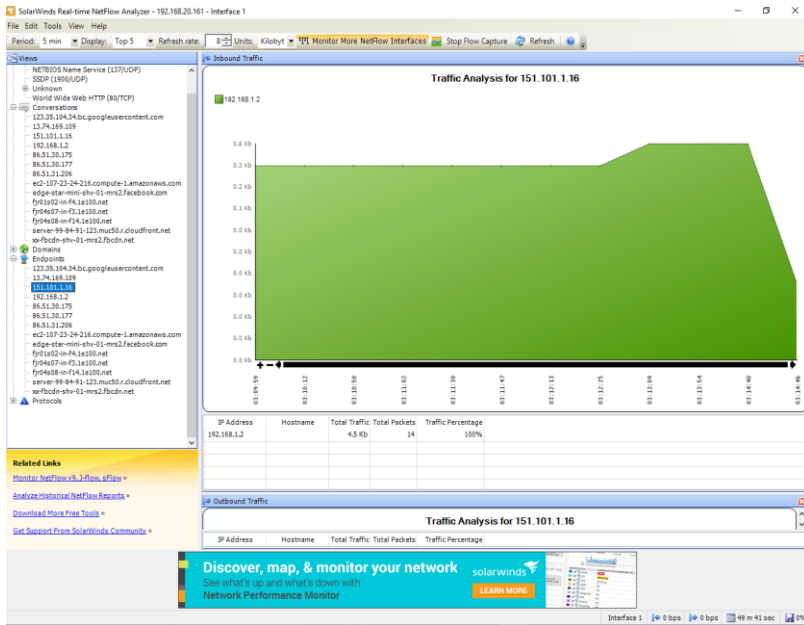 SolarWinds Real-time NetFlow Analyzer - 192.168.20.161 - Interface 1
File Edit Tools View Help
Period: 5 min Display: Top 5 Refresh rate: 8 Units: Kilobyt Monitor More NetFlow Interfaces Stop Flow Capture Refresh
Views
NETBIOS Name Service (137/UDP)
SSDP (1900/UDP)
Unknown
World Wide Web HTTP (80/TCP)
Conversations
123.35.104.34.bc.googleusercontent.com
13.74.169.109
151.101.1.16
192.168.1.2
86.51.30.175
86.51.30.177
86.51.31.206
ec2-107-23-24-216.compute-1.amazonaws.com
edge-star-mini-shv-01-mrs2.facebook.com
fjr01s02-in-f4.1e100.net
fjr04s07-in-f3.1e100.net
fjr04s08-in-f14.1e100.net
server-99-84-91-123.muc50.r.cloudfront.net
xx-fbcdn-shv-01-mrs2.fbcdn.net
Domains
Endpoints
123.35.104.34.bc.googleusercontent.com
13.74.169.109
151.101.1.16
192.168.1.2
86.51.30.175
86.51.30.177
86.51.31.206
ec2-107-23-24-216.compute-1.amazonaws.com
edge-star-mini-shv-01-mrs2.facebook.com
fjr01s02-in-f4.1e100.net
fjr04s07-in-f3.1e100.net
fjr04s08-in-f14.1e100.net
server-99-84-91-123.muc50.r.cloudfront.net
xx-fbcdn-shv-01-mrs2.fbcdn.net
Protocols
Related Links
Monitor NetFlow v9, J-flow, sFlow »
Analyze Historical NetFlow Reports »
Download More Free Tools »
Get Support From SolarWinds Community »
Inbound Traffic
Traffic Analysis for 151.101.1.16
192.168.1.2
0.6 Kb
0.3 Kb
0.2 Kb
0.1 Kb
0.0 Kb
0.0 Kb
0.0 Kb
0.0 Kb
0.0 Kb
0.0 Kb
0.0 Kb
03:09:59 03:10:12 03:10:50 03:11:02 03:11:30 03:11:47 03:12:13 03:12:25 03:13:09 03:13:54 03:14:40 03:14:46
IP Address Hostname Total Traffic Total Packets Traffic Percentage
192.168.1.2 4.5 Kb 14 100%
Outbound Traffic
Traffic Analysis for 151.101.1.16
IP Address Hostname Total Traffic Total Packets Traffic Percentage
Discover, map, & monitor your network
See what's up and what's down with
Network Performance Monitor
solarwinds
LEARN MORE
Interface 1 0 bps 0 bps 49 m 41 sec 0%